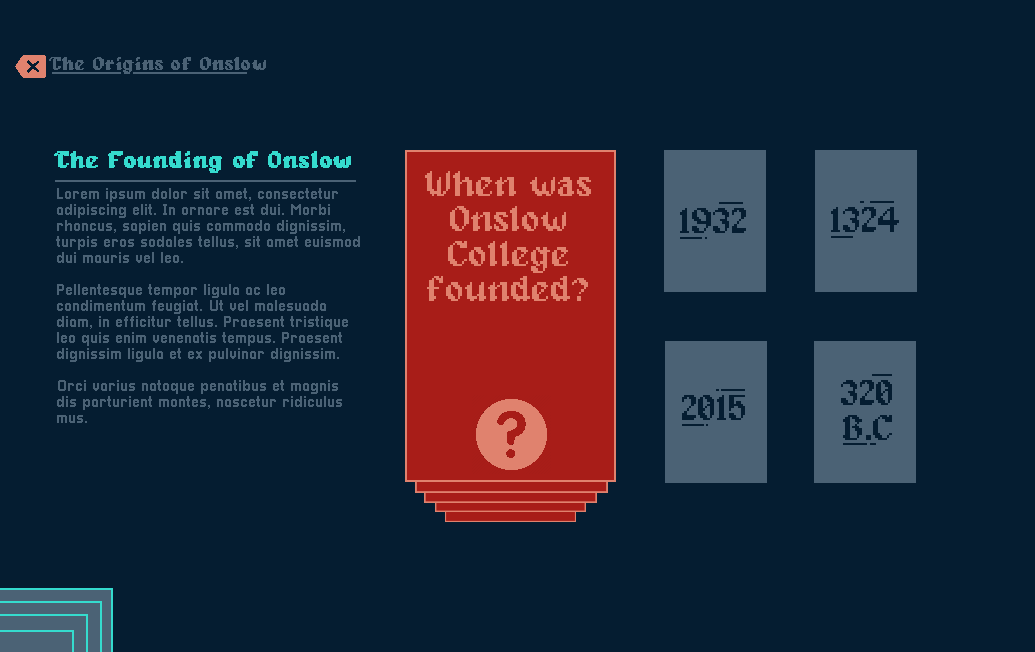 The Origins of Onslow
The Founding of Onslow
Lorem ipsum dolor sit amet, consectetur
adipiscing elit. In ornare est dui. Morbi
rhoncus, sapien quis commodo dignissim,
turpis eros sodales tellus, sit amet euismod
dui mauris vel leo.
Pellentesque tempor ligula ac leo
condimentum feugiat. Ut vel malesuada
diam, in efficitur tellus. Praesent tristique
leo quis enim venenatis tempus. Praesent
dignissim ligula et ex pulvinar dignissim.
Orci varius natoque penatibus et magnis
dis parturient montes, nascetur ridiculus
mus.
When was
Onslow
College
founded?
?
1932
1324
2015
320
B.C